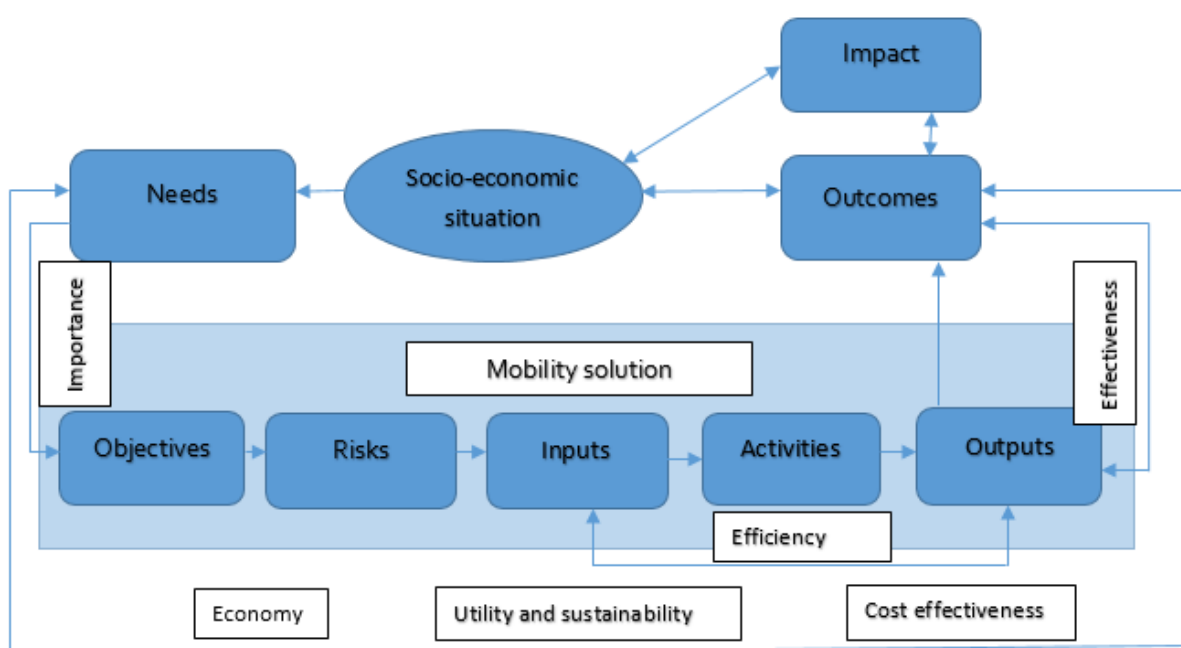 Impact
Needs
Socio-economic
situation
Outcomes
Importance
Effectiveness
Mobility solution
Objectives
Risks
Inputs
Activities
Outputs
Efficiency
Economy
Utility and sustainability
Cost effectiveness